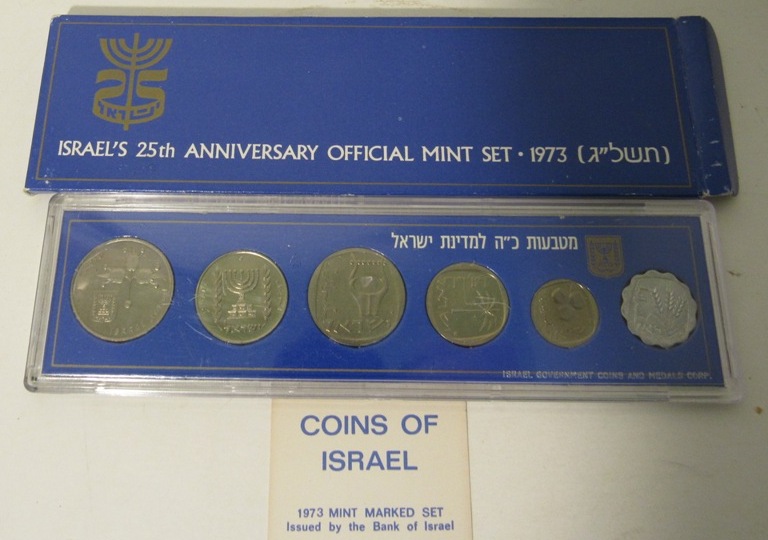 ישראל
ISRAEL'S 25th ANNIVERSARY OFFICIAL MINT SET • 1973 (תשל"ג)
מטבעות כ"ה למדינת ישראל
ISRAEL GOVERNMENT COINS AND MEDALS CORP.
COINS OF
ISRAEL
1973 MINT MARKED SET
Issued by the Bank of Israel